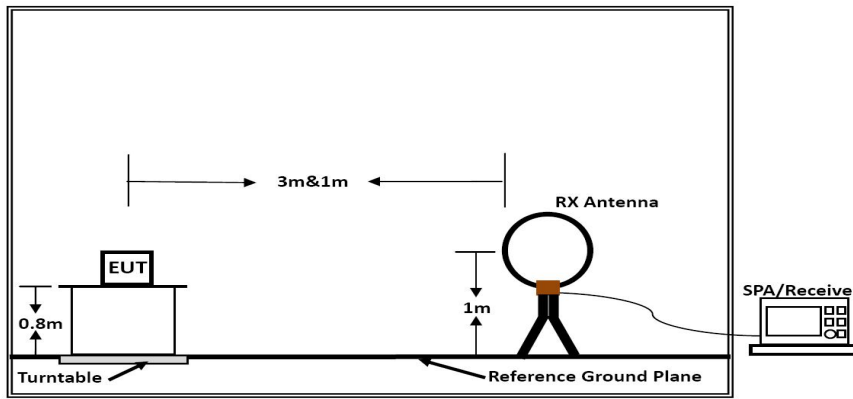 3m&1m
RX Antenna
EUT
SPA/Receive
0.8m
1m
Turntable
Reference Ground Plane